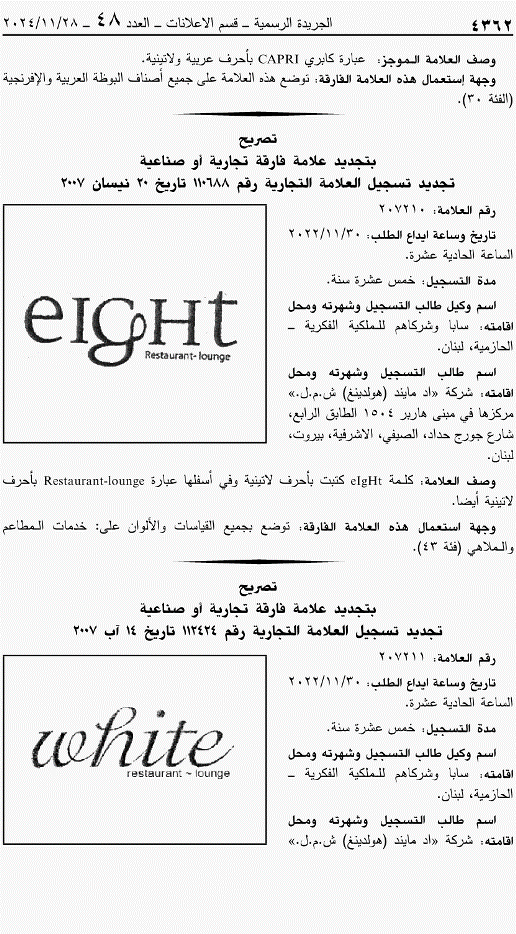 ٤٣٦٢
الجريدة الرسمية ــ قسم الاعلانات ــ العدد ٤٨ ــ ٢٠٢٤/١١/٢٨
وصف العلامة الموجز: عبارة كابري CAPRI بأحرف عربية ولاتينية.
وجهة إستعمال هذه العلامة الفارقة: توضع هذه العلامة على جميع أصناف البوظة العربية والإفرنجية
(الفئة ٣٠).
تصريح
بتجديد علامة فارقة تجارية أو صناعية
تجديد تسجيل العلامة التجارية رقم ١١٠٦٨٨ تاريخ ٢٠ نيسان ٢٠٠٧
رقم العلامة: ٢٠٧٢١٠
تاريخ وساعة ايداع الطلب: ٢٠٢٢/١١/٣٠
الساعة الحادية عشرة.
مدة التسجيل: خمس عشرة سنة.
اسم وكيل طالب التسجيل وشهرته ومحل
اقامته: سابا وشركاهم للملكية الفكرية ــ
الحازمية، لبنان.
اسم طالب التسجيل وشهرته ومحل
اقامته: شركة «اد مايند (هولدينغ) ش.م.ل.»
مركزها في مبنى هاربر ١٥٠٤ الطابق الرابع،
شارع جورج حداد، الصيفي، الاشرفية، بيروت،
لبنان.
eIgHt
Restaurant-lounge
وصف العلامة: كلمة eIgHt كتبت بأحرف لاتينية وفي أسفلها عبارة Restaurant-lounge بأحرف
لاتينية أيضا.
وجهة استعمال هذه العلامة الفارقة: توضع بجميع القياسات والألوان على: خدمات المطاعم
والملاهي (فئة ٤٣).
تصريح
بتجديد علامة فارقة تجارية أو صناعية
تجديد تسجيل العلامة التجارية رقم ١١٢٤٢٤ تاريخ ١٤ آب ٢٠٠٧
رقم العلامة: ٢٠٧٢١١
تاريخ وساعة ايداع الطلب: ٢٠٢٢/١١/٣٠
الساعة الحادية عشرة.
مدة التسجيل: خمس عشرة سنة.
اسم وكيل طالب التسجيل وشهرته ومحل
اقامته: سابا وشركاهم للملكية الفكرية ــ
الحازمية، لبنان.
اسم طالب التسجيل وشهرته ومحل
اقامته: شركة «اد مايند (هولدينغ) ش.م.ل.»
white
restaurant ~ lounge